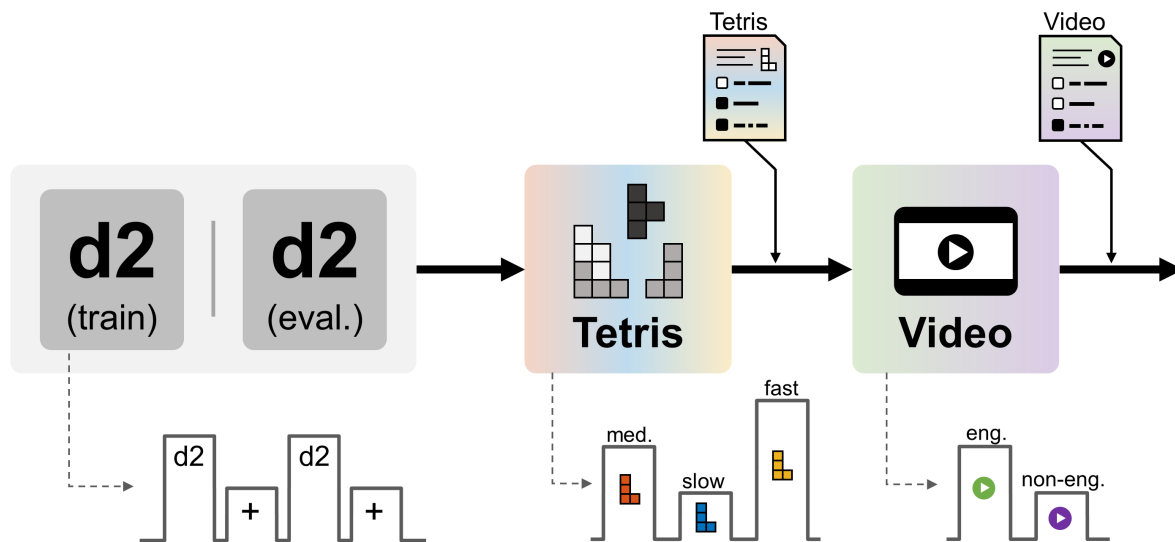 Tetris
Video
d2
(train)
d2
(eval.)
Tetris
Video
d2
+
d2
+
med.
slow
fast
eng.
non-eng.